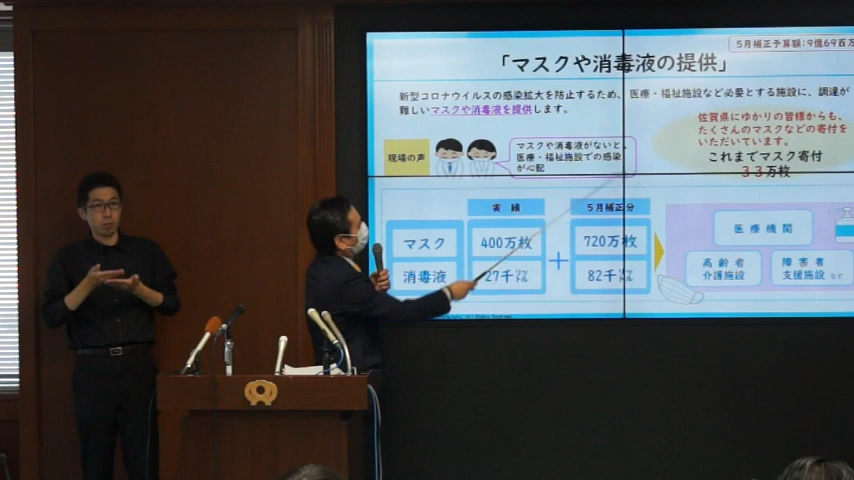 5月補正予算額:9億69百万
「マスクや消毒液の提供」
新型コロナウイルスの感染拡大を防止するため、医療・福祉施設など必要とする施設に、調達が
難しいマスクや消毒液を提供します。
佐賀県にゆかりの皆様からも、
たくさんのマスクなどの寄付を
いただいています。
これまでマスク寄付
33万枚
現場の声
マスクや消毒液がないと、
医療・福祉施設での感染
が心配
実績
5月補正分
マスク
400万枚
+
720万枚
消毒液
27千リットル
82千リットル
医療機関
高齢者
介護施設
障害者
支援施設 など